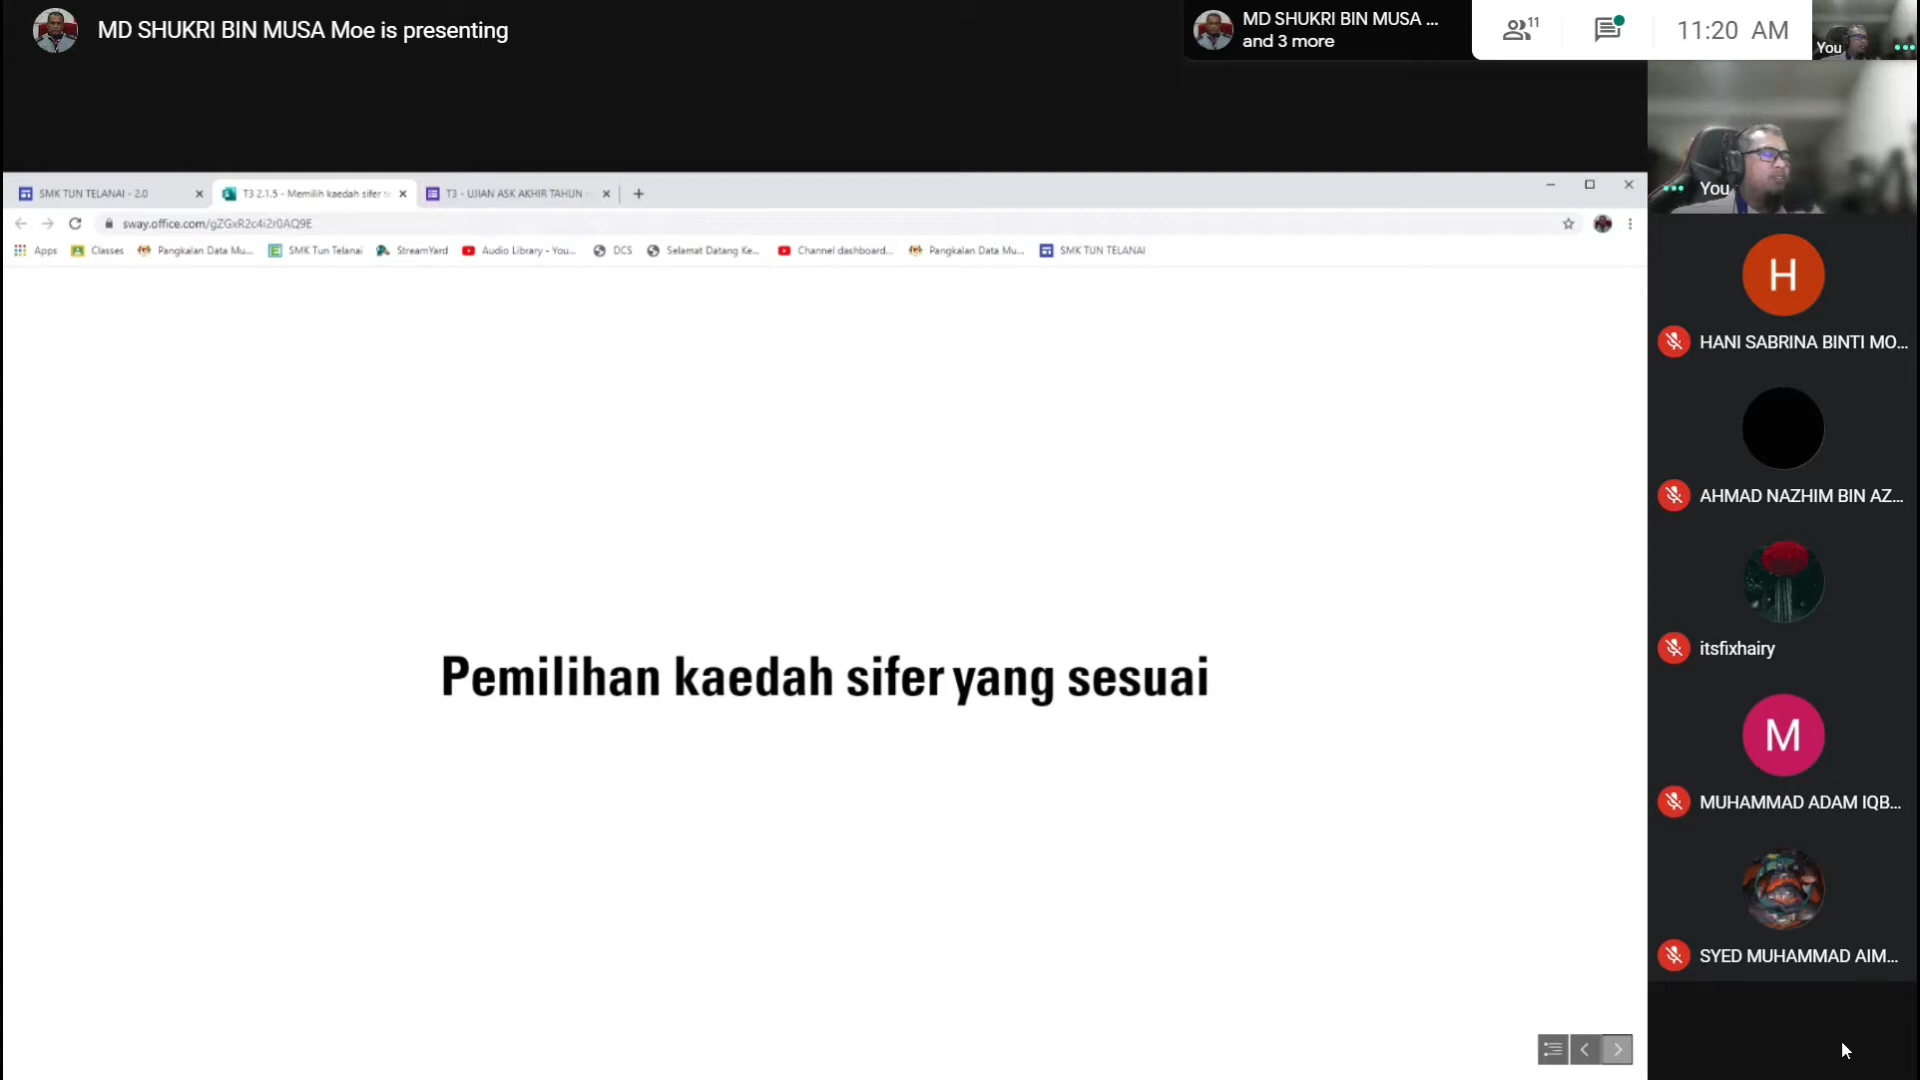 MD SHUKRI BIN MUSA Moe is presenting
MD SHUKRI BIN MUSA ...
and 3 more
11
11:20 AM
You
SMK TUN TELANAI - 2.0
T3 2.1.5 - Memilih kaedah sifer
T3 - UJIAN ASK AKHIR TAHUN
sway.office.com/gZGxR2c4i2r0AQ9E
Apps
Classes
Pangkalan Data Mu...
SMK Tun Telanai
StreamYard
Audio Library - You...
DCS
Selamat Datang Ke...
Channel dashboard...
Pangkalan Data Mu...
SMK TUN TELANAI
Pemilihan kaedah sifer yang sesuai
You
H
HANI SABRINA BINTI MO...
AHMAD NAZHIM BIN AZ...
itsfixhairy
M
MUHAMMAD ADAM IQB...
SYED MUHAMMAD AIM...